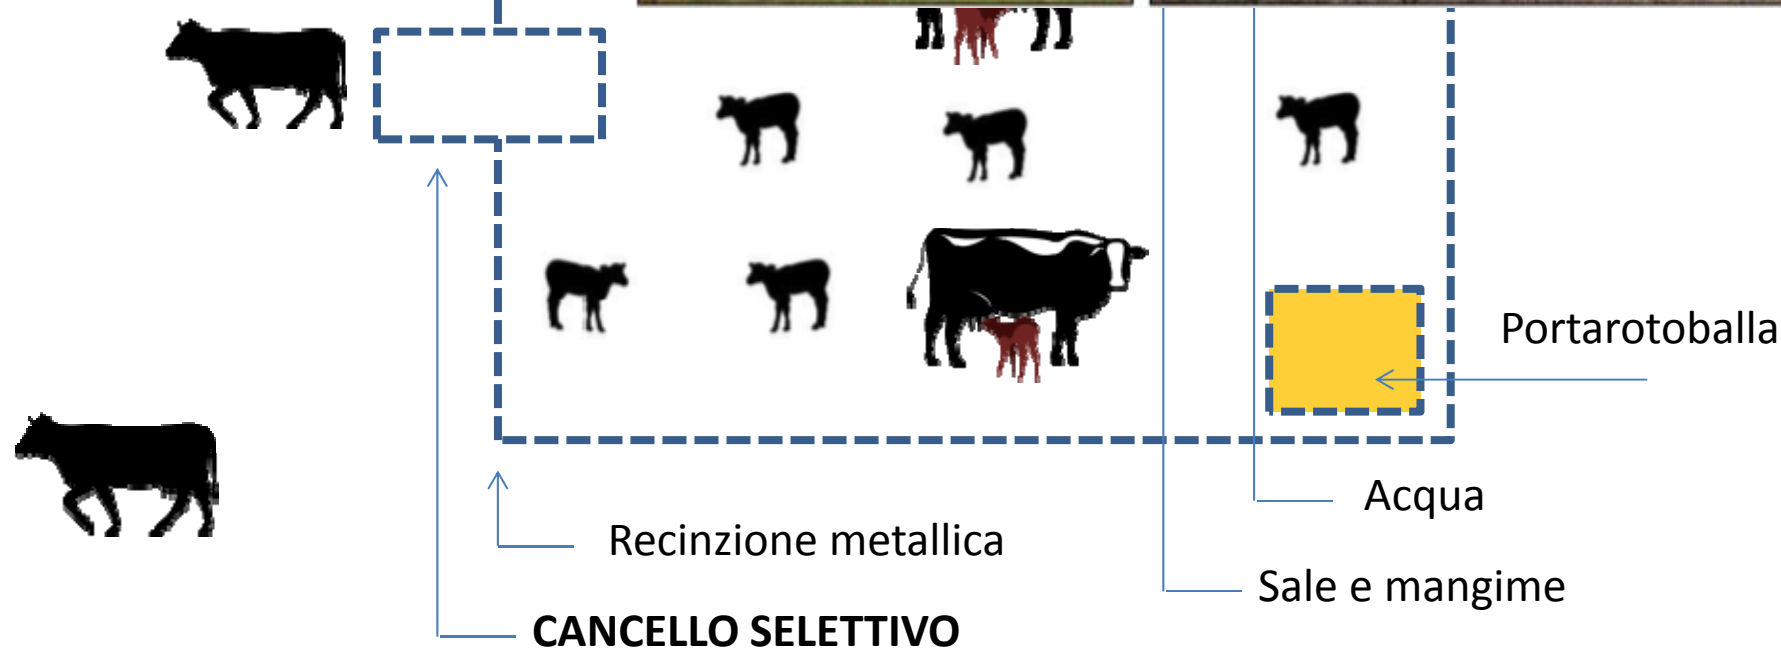 Portarotoballa
Acqua
Recinzione metallica
Sale e mangime
CANCELLO SELETTIVO